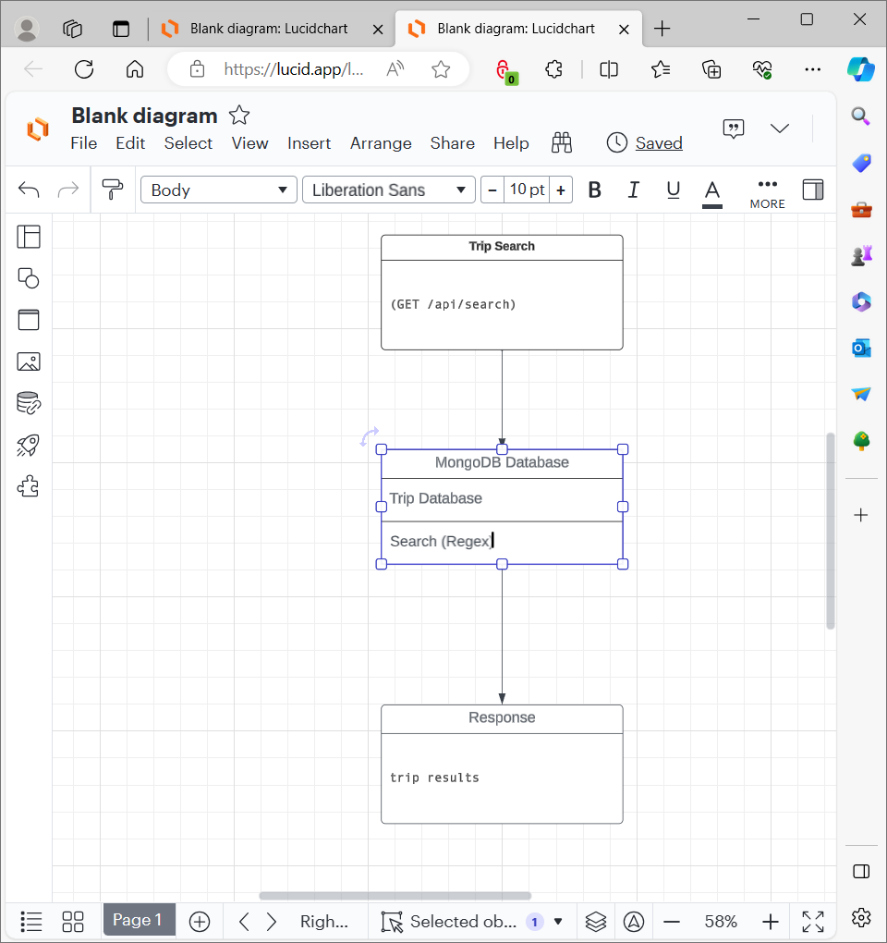 Blank diagram: Lucidchart
Blank diagram: Lucidchart
https://lucid.app/l...
A
0
Blank diagram
File Edit Select View Insert Arrange Share Help Saved
Body Liberation Sans - 10 pt + B I U A MORE
Trip Search
(GET /api/search)
MongoDB Database
Trip Database
Search (Regex)
Response
trip results
Page 1 Righ... Selected ob... 1 58%